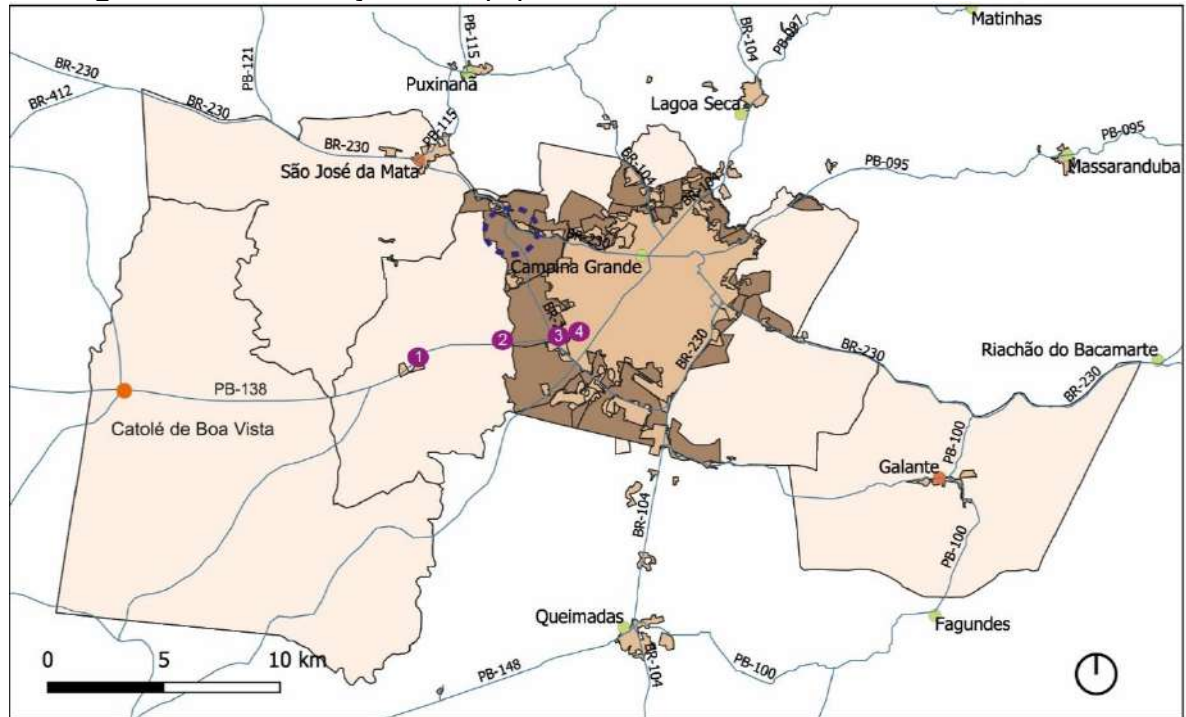 Matinhas
BR-104
PB-097
PB-115
BR-230
PB-121
BR-412
Puxinanã
BR-230
Lagoa Seca
PB-115
BR-230
São José da Mata
BR-104
BR-104
PB-095
PB-095
Massaranduba
BR-230
Campina Grande
1
2
3
4
BR-230
BR-230
Riachão do Bacamarte
BR-230
PB-138
Catolé de Boa Vista
PB-100
Galante
BR-104
PB-100
Queimadas
Fagundes
0 5 10 km
PB-148
BR-104
PB-100